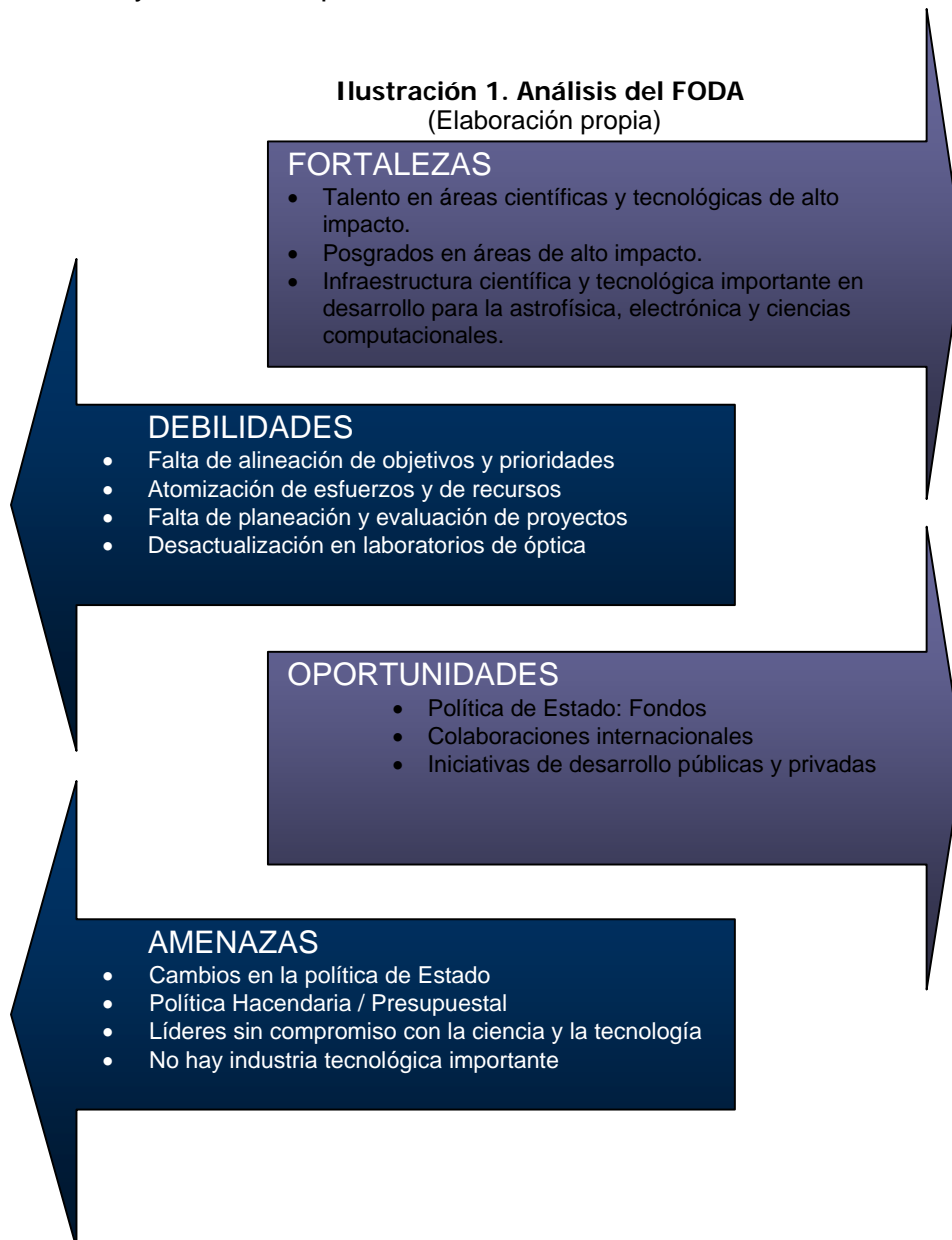 Ilustración 1. Análisis del FODA
(Elaboración propia)
FORTALEZAS
• Talento en áreas científicas y tecnológicas de alto
impacto.
• Posgrados en áreas de alto impacto.
• Infraestructura científica y tecnológica importante en
desarrollo para la astrofísica, electrónica y ciencias
computacionales.
DEBILIDADES
• Falta de alineación de objetivos y prioridades
• Atomización de esfuerzos y de recursos
• Falta de planeación y evaluación de proyectos
• Desactualización en laboratorios de óptica
OPORTUNIDADES
• Política de Estado: Fondos
• Colaboraciones internacionales
• Iniciativas de desarrollo públicas y privadas
AMENAZAS
• Cambios en la política de Estado
• Política Hacendaria / Presupuestal
• Líderes sin compromiso con la ciencia y la tecnología
• No hay industria tecnológica importante